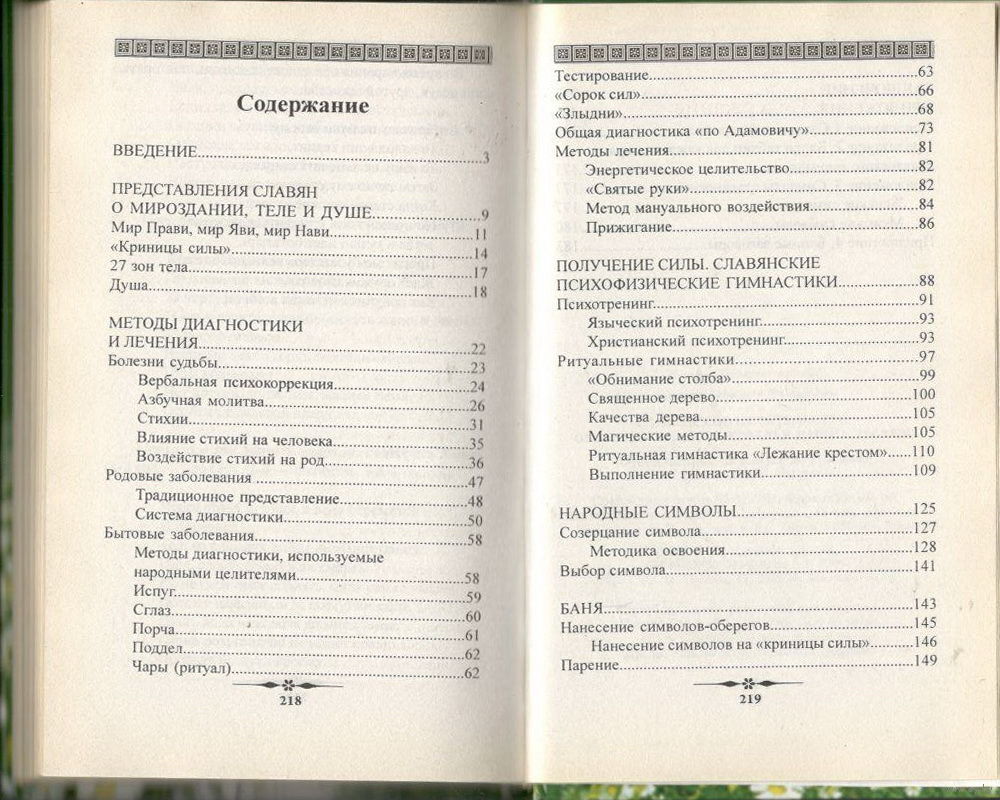 Содержание
ВВЕДЕНИЕ....................................................3
ПРЕДСТАВЛЕНИЯ СЛАВЯН
О МИРОЗДАНИИ, ТЕЛЕ И ДУШЕ....................9
Мир Прави, мир Яви, мир Нави....................11
«Криницы силы»....................14
27 зон тела....................17
Душа....................18
МЕТОДЫ ДИАГНОСТИКИ
И ЛЕЧЕНИЯ....................22
Болезни судьбы....................23
Вербальная психокоррекция....................24
Азбучная молитва....................26
Стихии....................31
Влияние стихий на человека....................35
Воздействие стихий на род....................36
Родовые заболевания....................47
Традиционное представление....................48
Система диагностики....................50
Бытовые заболевания....................58
Методы диагностики, используемые
народными целителями....................58
Испуг....................59
Сглаз....................60
Порча....................61
Поддел....................62
Чары (ритуал)....................62
218
Тестирование....................63
«Сорок сил»....................66
«Злыдни»....................68
Общая диагностика «по Адамовичу»....................73
Методы лечения....................81
Энергетическое целительство....................82
«Святые руки»....................82
Метод мануального воздействия....................84
Прижигание....................86
ПОЛУЧЕНИЕ СИЛЫ. СЛАВЯНСКИЕ
ПСИХОФИЗИЧЕСКИЕ ГИМНАСТИКИ....................88
Психотренинг....................91
Языческий психотренинг....................93
Христианский психотренинг....................93
Ритуальные гимнастики....................97
«Обнимание столба»....................99
Священное дерево....................100
Качества дерева....................105
Магические методы....................105
Ритуальная гимнастика «Лежание крестом»......110
Выполнение гимнастики....................109
НАРОДНЫЕ СИМВОЛЫ....................125
Созерцание символа....................127
Методика освоения....................128
Выбор символа....................141
БАНЯ....................143
Нанесение символов-оберегов....................145
Нанесение символов на «криницы силы»..........146
Парение....................149
219